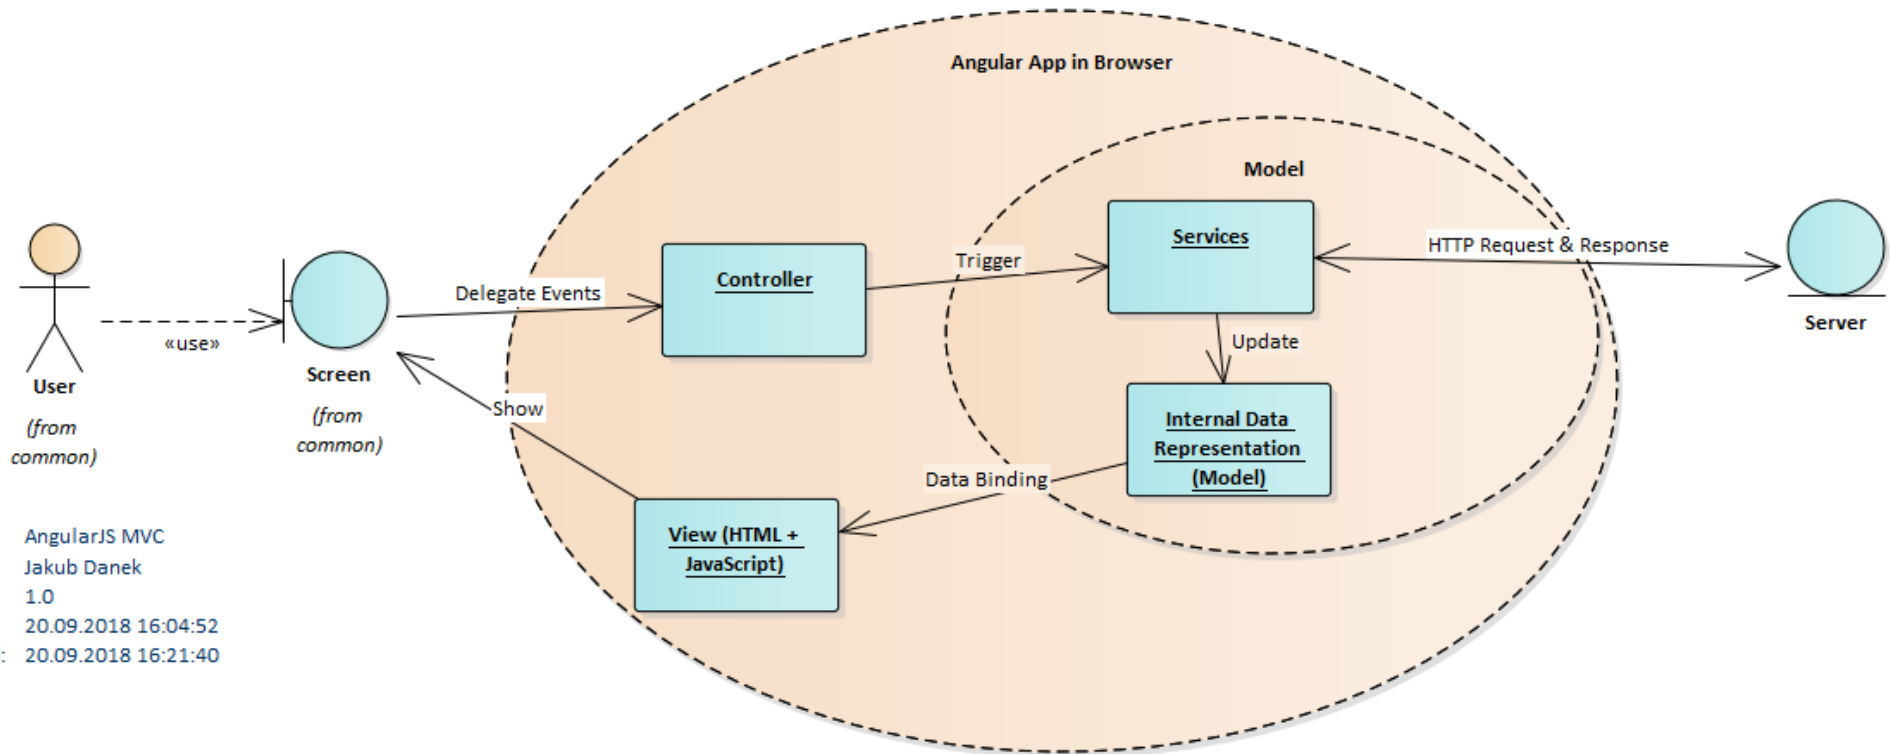 Angular App in Browser
Model
Services
HTTP Request & Response
Server
Controller
Trigger
Delegate Events
«use»
User
(from
common)
Screen
(from
common)
Update
Show
Internal Data
Representation
(Model)
Data Binding
View (HTML +
JavaScript)
AngularJS MVC
Jakub Danek
1.0
20.09.2018 16:04:52
: 20.09.2018 16:21:40